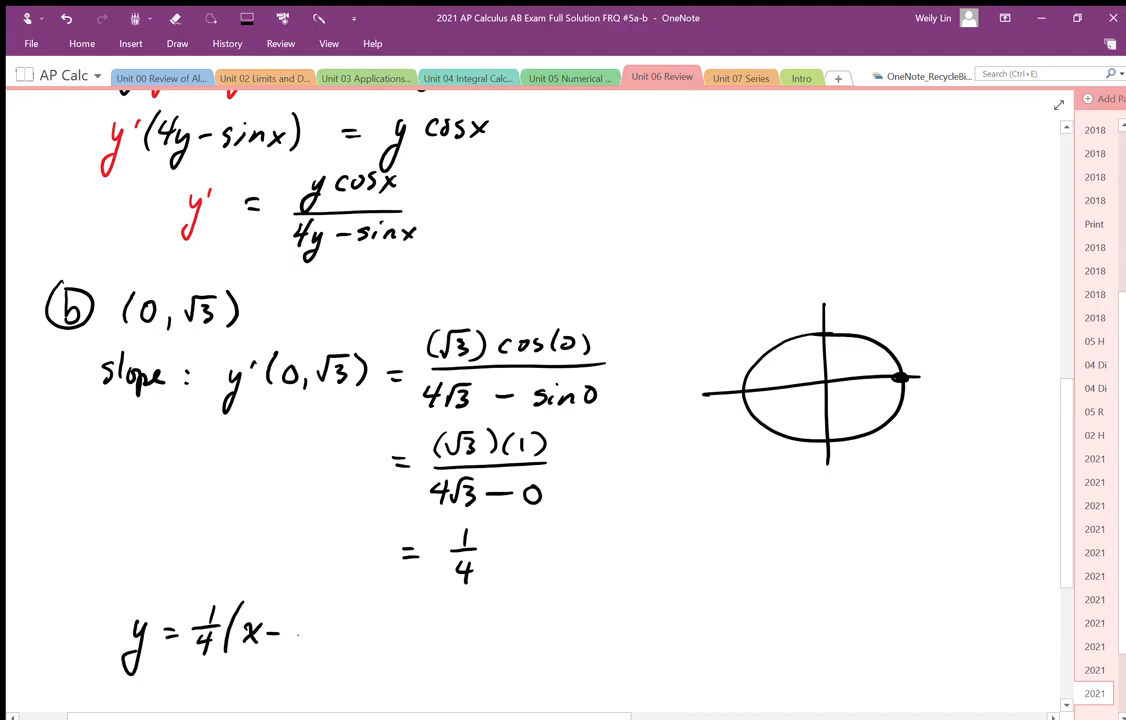 2021 AP Calculus AB Exam Full Solution FRQ #5a-b - OneNote
Weily Lin
File Home Insert Draw History Review View Help
AP Calc
Unit 00 Review of Al... Unit 02 Limits and D... Unit 03 Applications... Unit 04 Integral Calc... Unit 05 Numerical ... Unit 06 Review Unit 07 Series Intro +
OneNote_RecycleBi...
Search (Ctrl+E)
Add Pa
y'(4y - sinx) = y cosx
y' = y cosx / 4y - sinx
(b) (0, √3)
slope: y'(0, √3) = (√3) cos(0) / 4√3 - sin0
= (√3)(1) / 4√3 - 0
= 1/4
y = 1/4 (x -
2018
2018
2018
2018
Print
2018
2018
2018
2018
05 H
04 Di
04 Di
05 R
02 H
2021
2021
2021
2021
2021
2021
2021
2021
2021